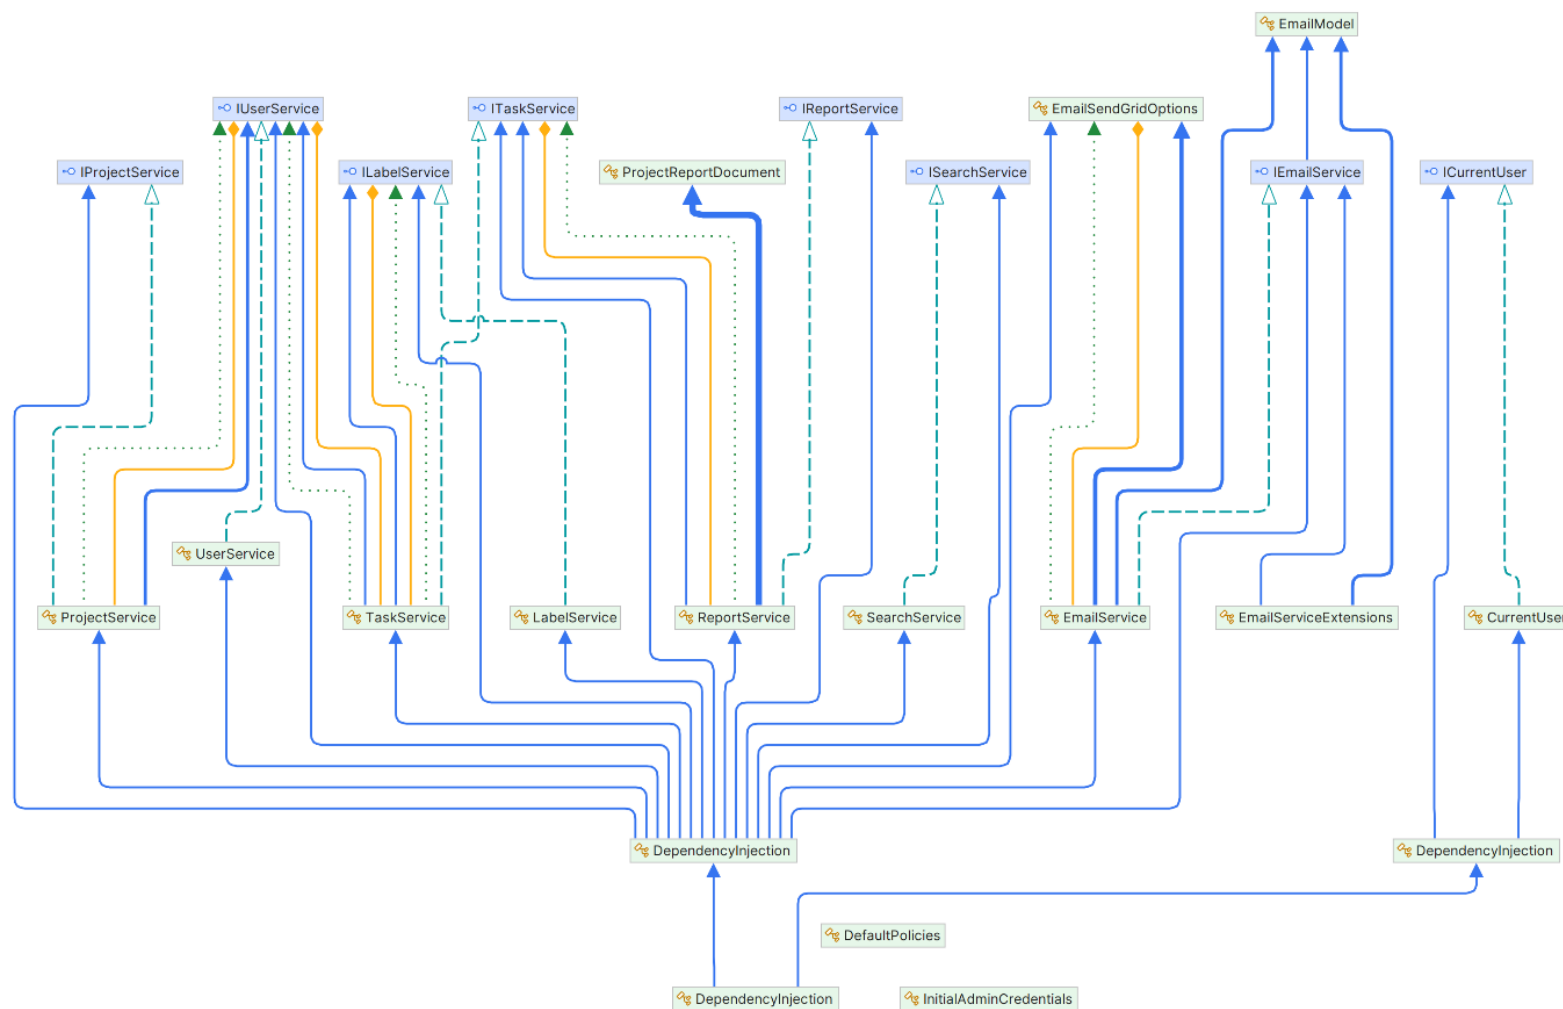 EmailModel
IUserService
ITaskService
IReportService
EmailSendGridOptions
IProjectService
ILabelService
ProjectReportDocument
ISearchService
IEmailService
ICurrentUser
UserService
ProjectService
TaskService
LabelService
ReportService
SearchService
EmailService
EmailServiceExtensions
CurrentUser
DependencyInjection
DependencyInjection
DefaultPolicies
DependencyInjection
InitialAdminCredentials